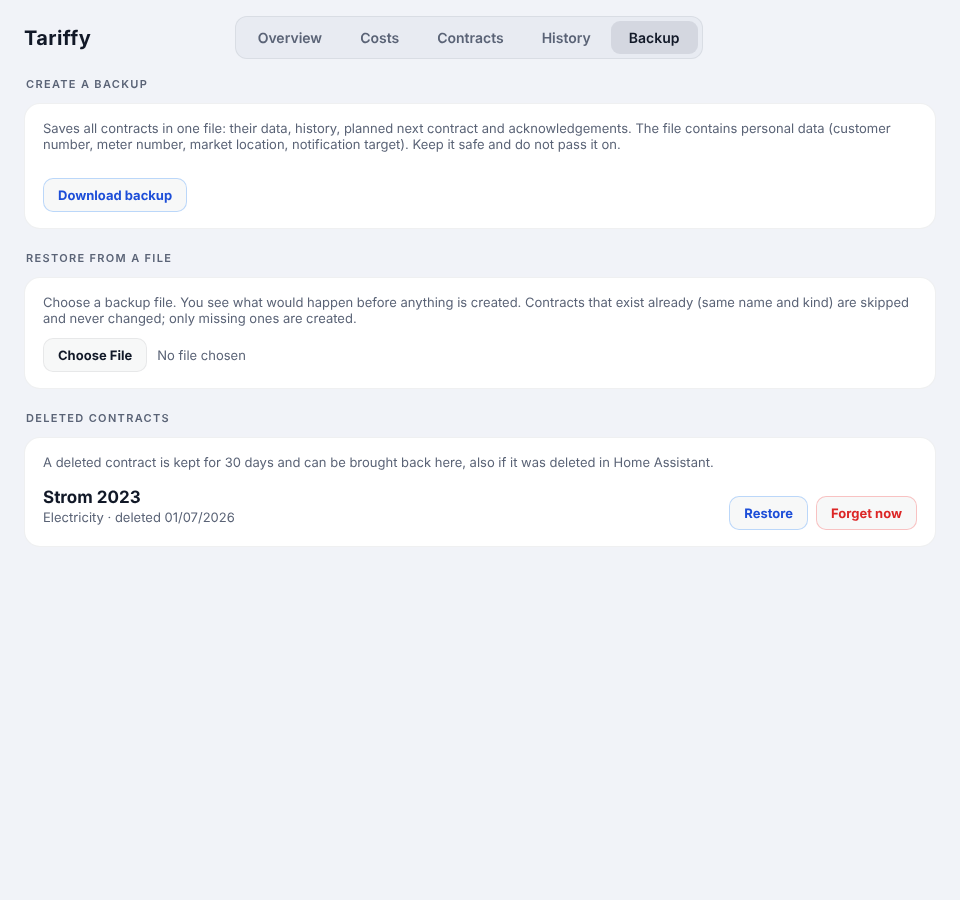 Tariffy
Overview
Costs
Contracts
History
Backup
CREATE A BACKUP
Saves all contracts in one file: their data, history, planned next contract and acknowledgements. The file contains personal data (customer
number, meter number, market location, notification target). Keep it safe and do not pass it on.
Download backup
RESTORE FROM A FILE
Choose a backup file. You see what would happen before anything is created. Contracts that exist already (same name and kind) are skipped
and never changed; only missing ones are created.
Choose File No file chosen
DELETED CONTRACTS
A deleted contract is kept for 30 days and can be brought back here, also if it was deleted in Home Assistant.
Strom 2023
Electricity · deleted 01/07/2026
Restore
Forget now